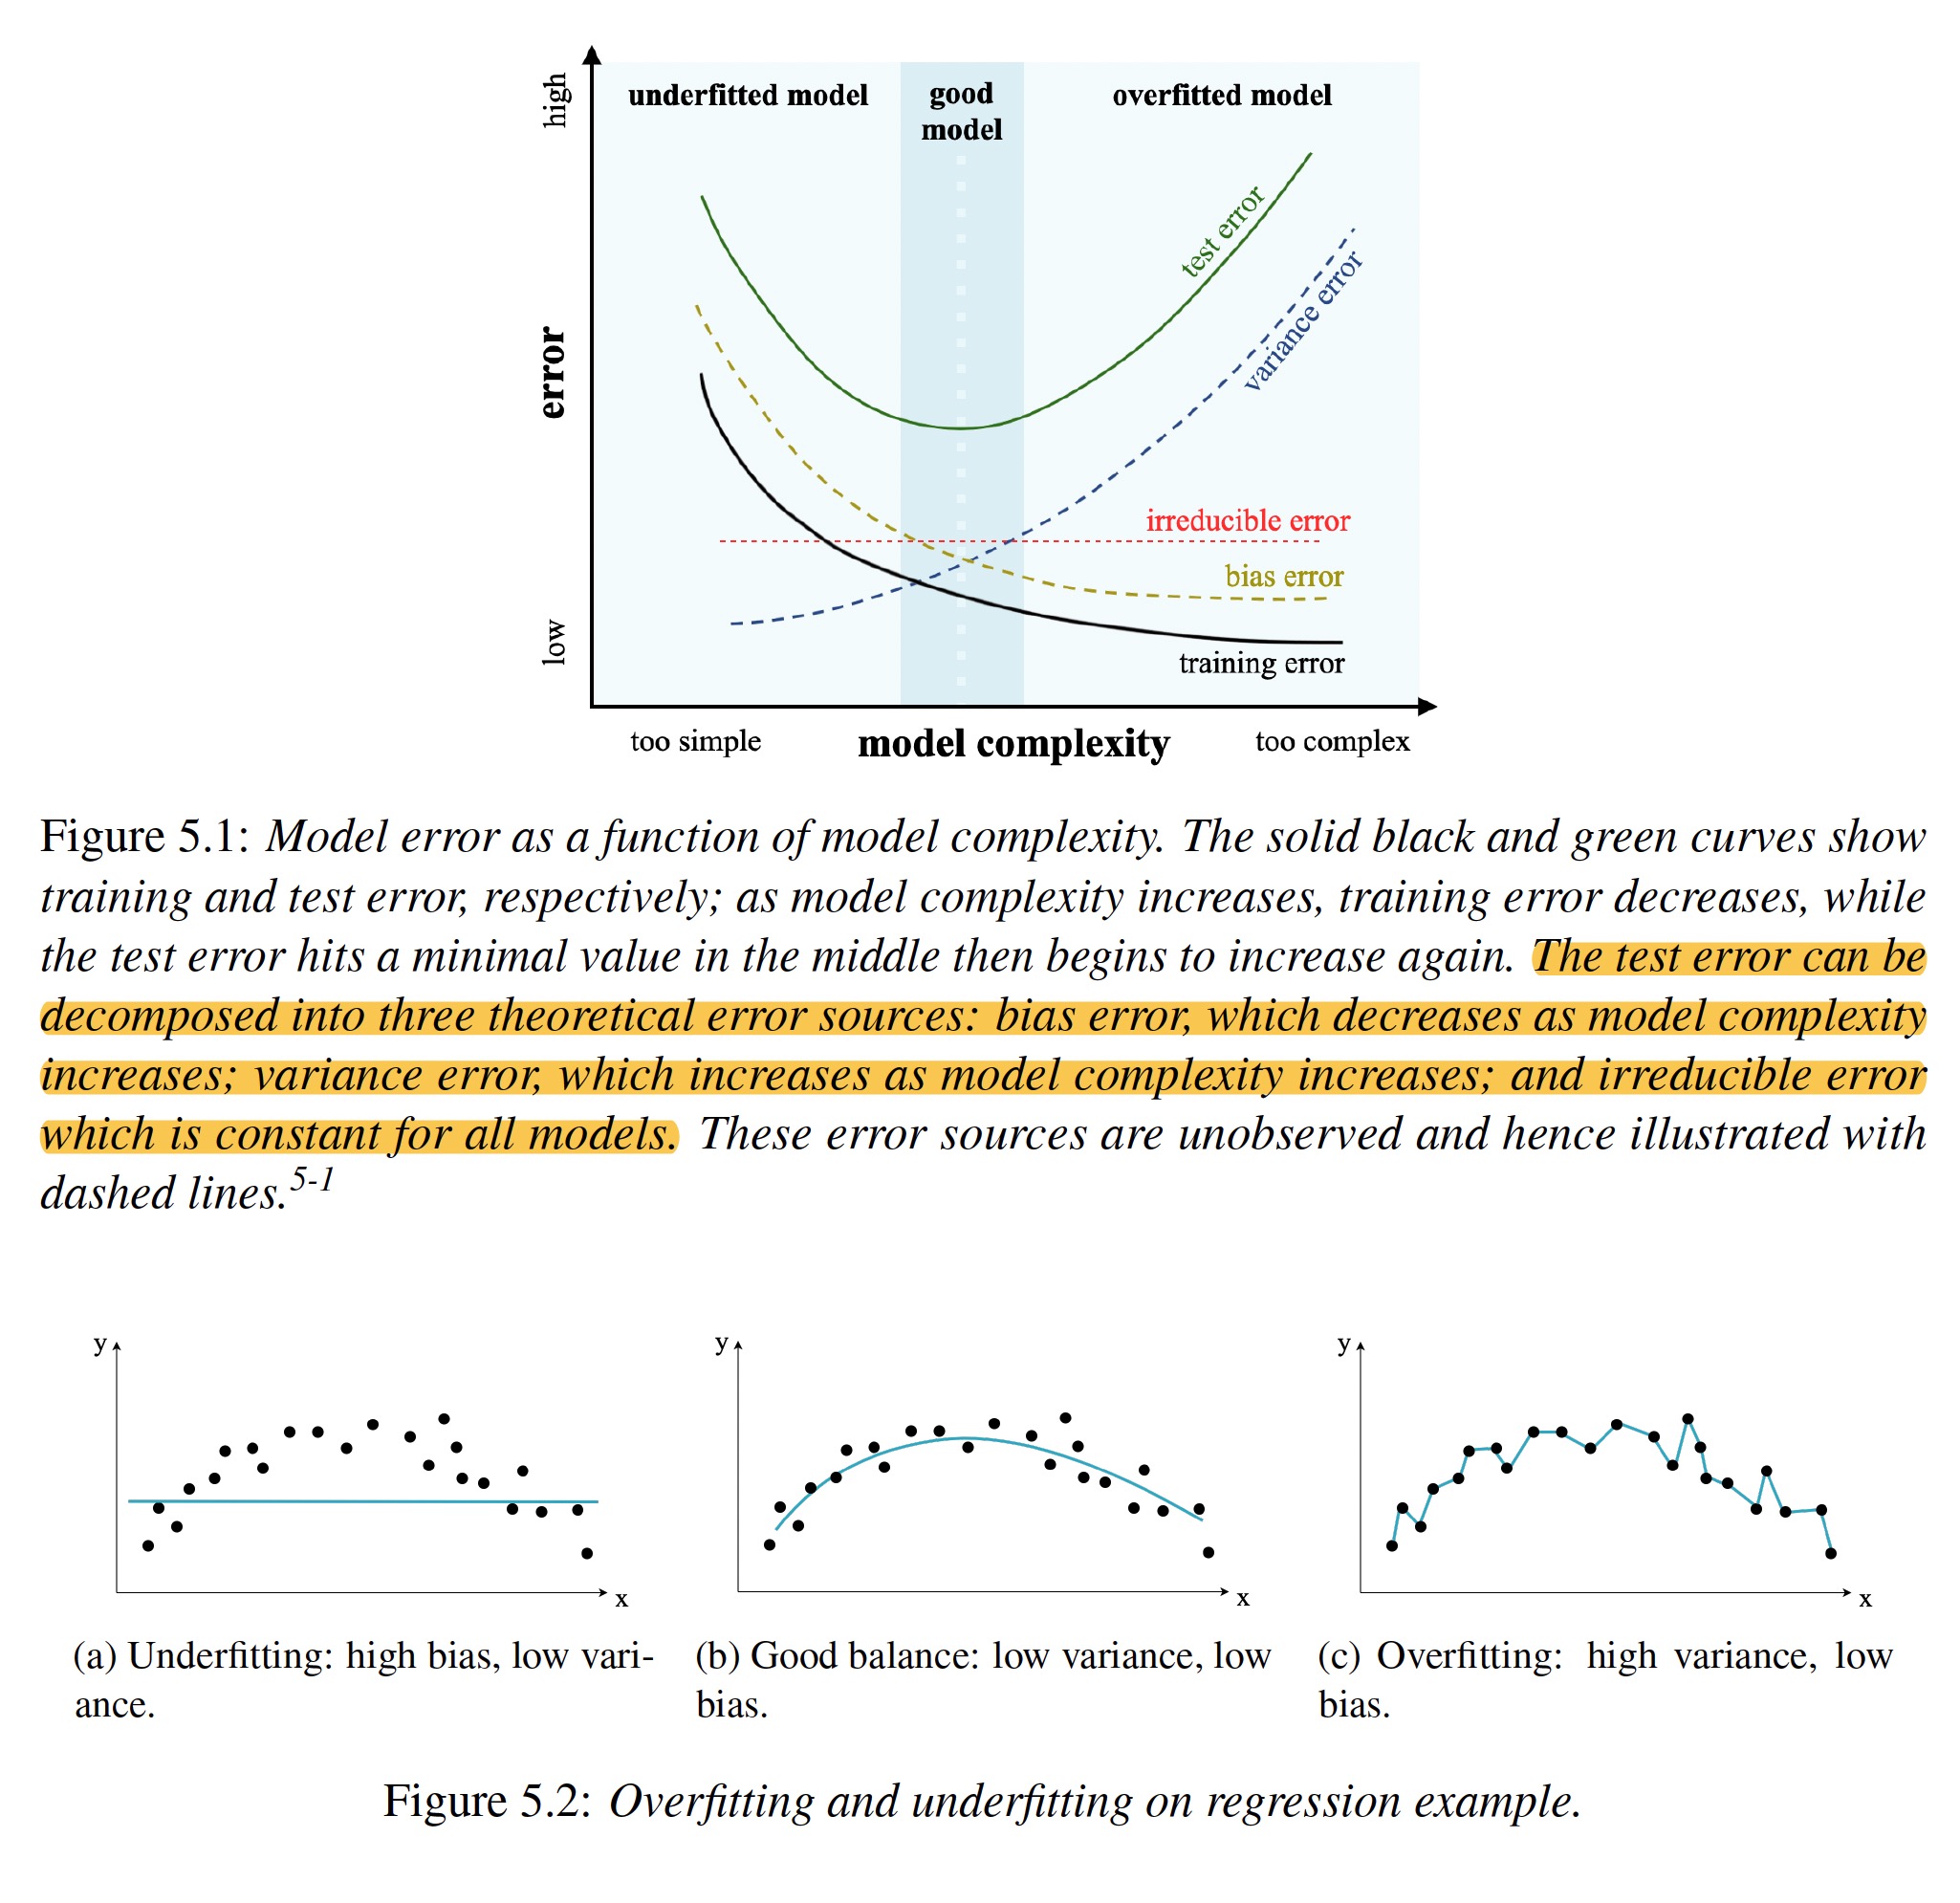 high
underfitted model
good
model
overfitted model
test error
variance error
error
irreducible error
bias error
low
training error
too simple
model complexity
too complex
Figure 5.1: Model error as a function of model complexity. The solid black and green curves show
training and test error, respectively; as model complexity increases, training error decreases, while
the test error hits a minimal value in the middle then begins to increase again. The test error can be
decomposed into three theoretical error sources: bias error, which decreases as model complexity
increases; variance error, which increases as model complexity increases; and irreducible error
which is constant for all models. These error sources are unobserved and hence illustrated with
dashed lines.5-1
y
x
(a) Underfitting: high bias, low vari-
ance.
y
x
(b) Good balance: low variance, low
bias.
y
x
(c) Overfitting: high variance, low
bias.
Figure 5.2: Overfitting and underfitting on regression example.